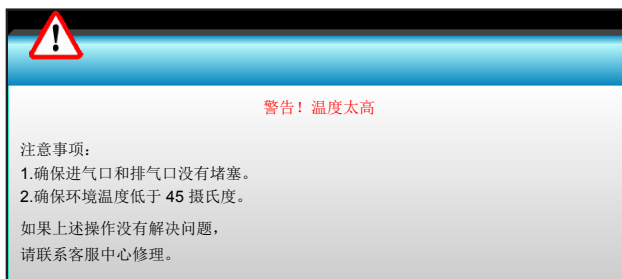 警告！温度太高
注意事项：
1.确保进气口和排气口没有堵塞。
2.确保环境温度低于 45 摄氏度。
如果上述操作没有解决问题，
请联系客服中心修理。